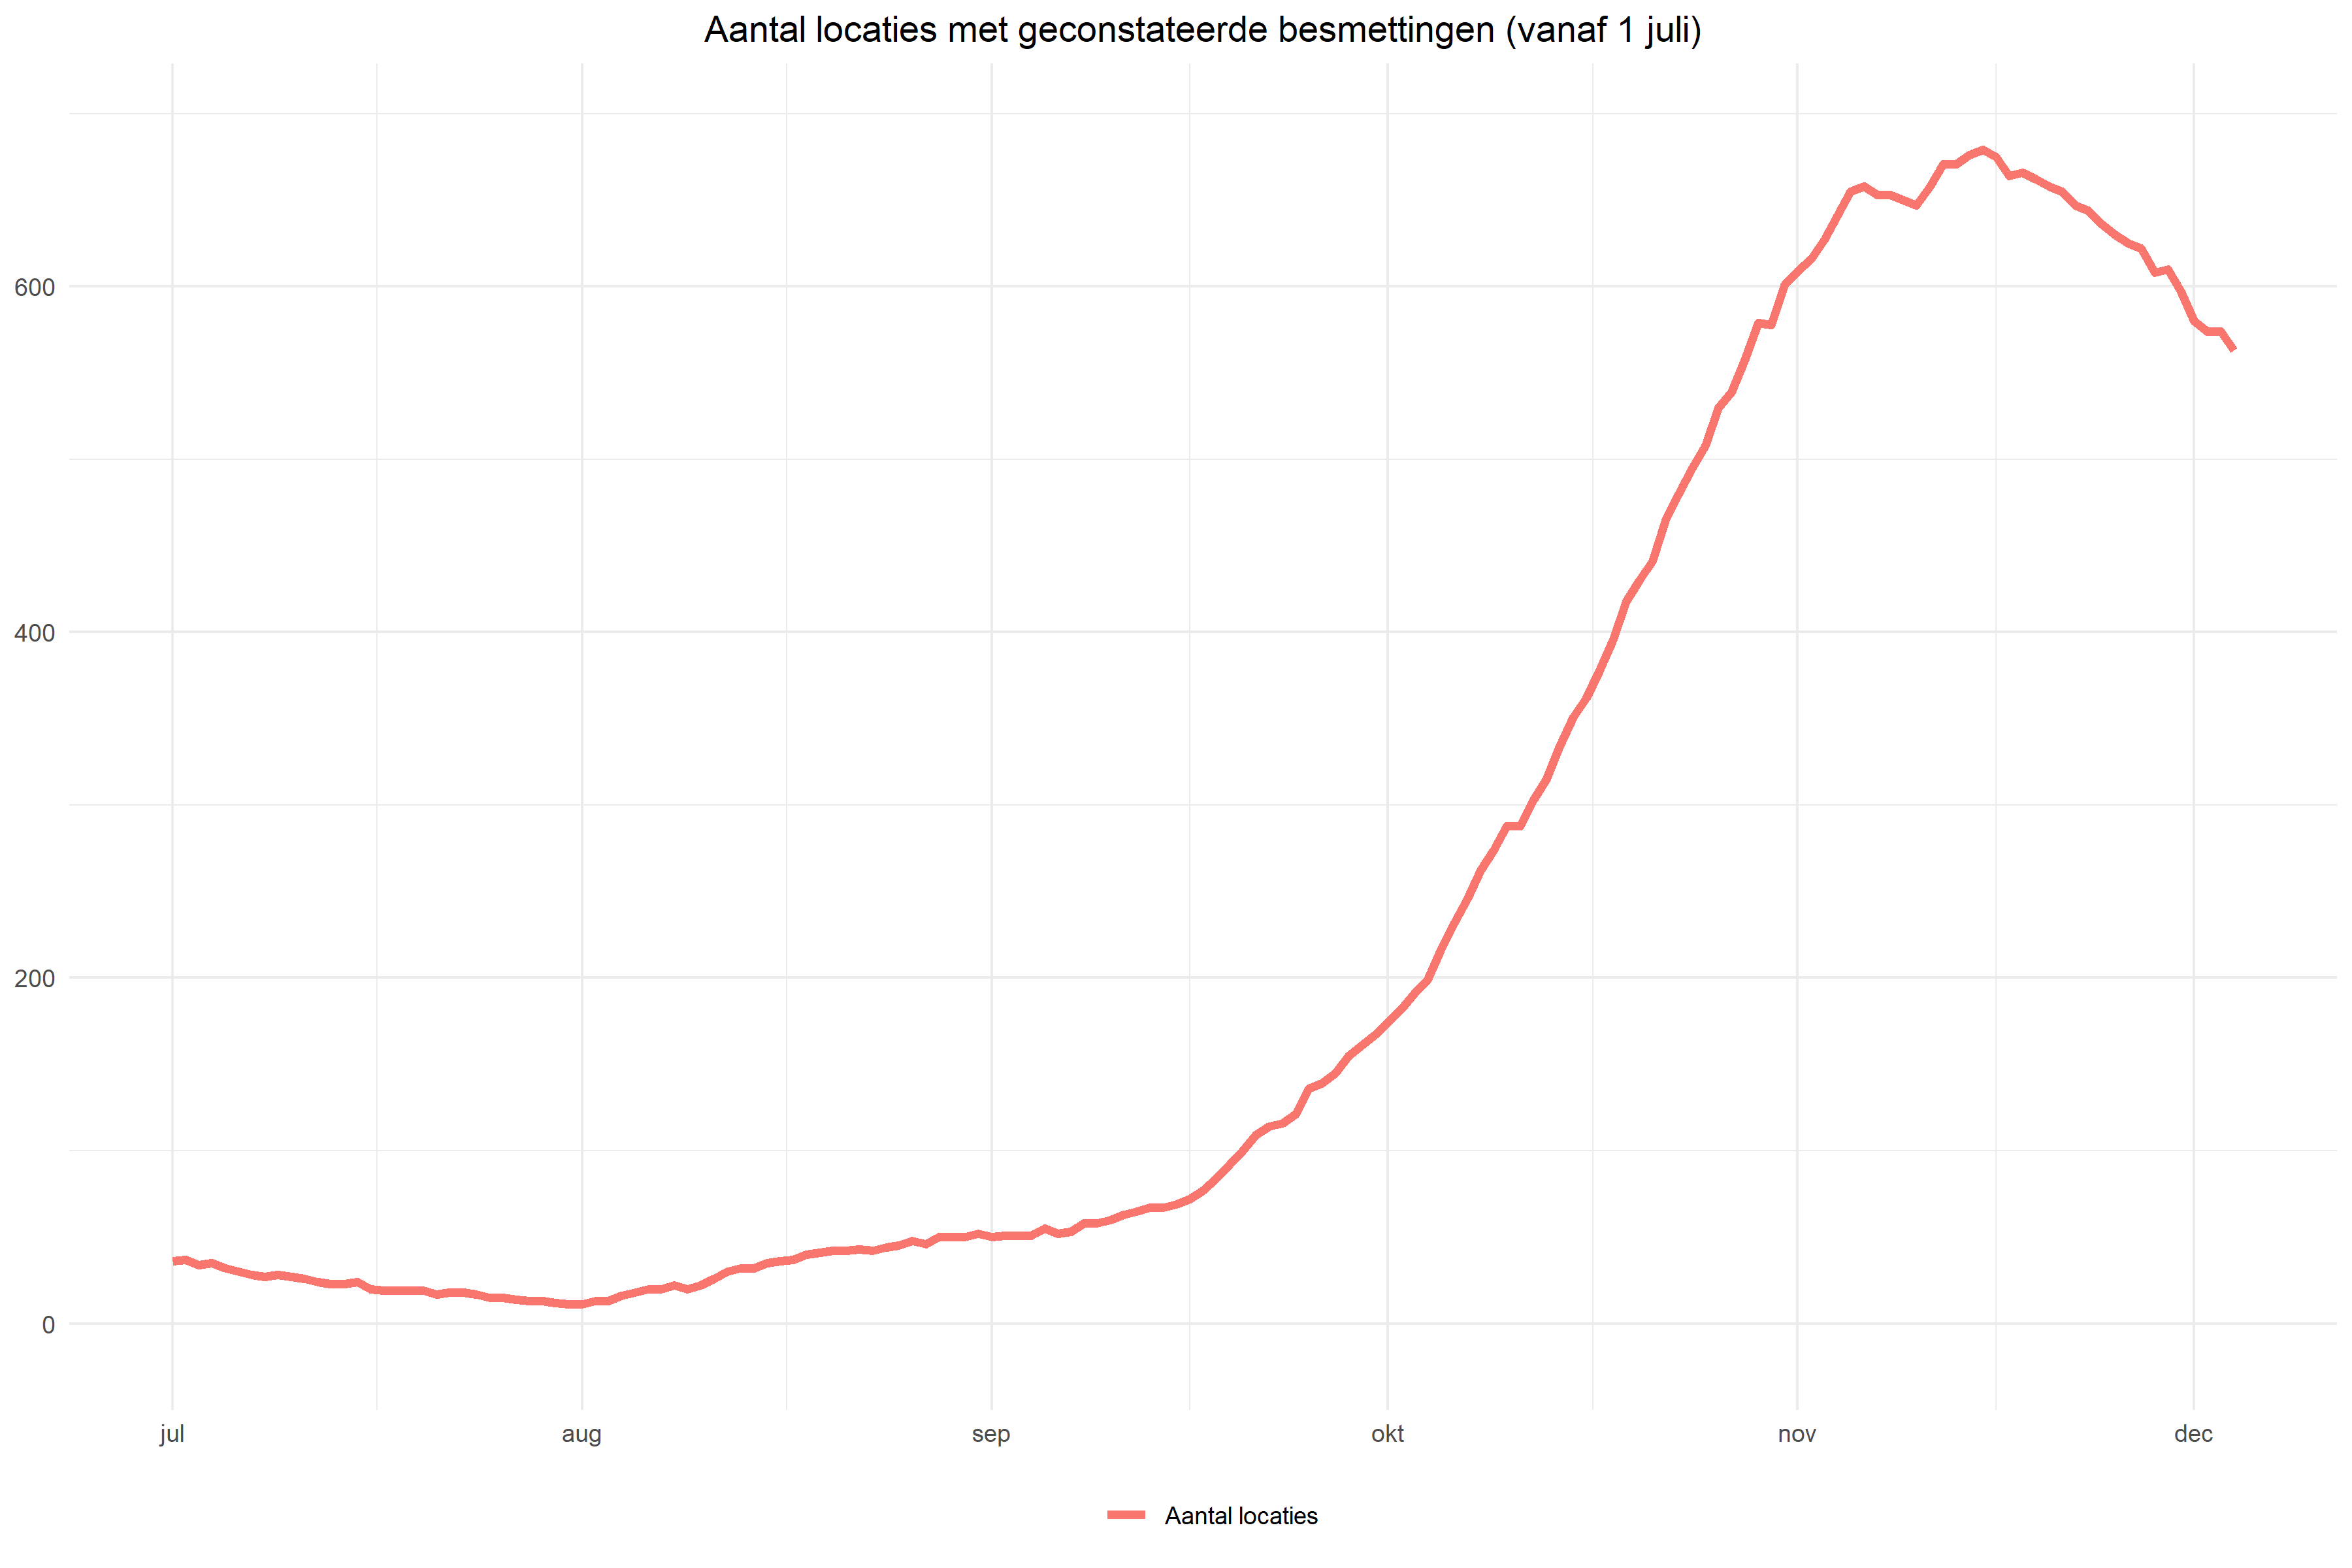 Aantal locaties met geconstateerde besmettingen (vanaf 1 juli)
600
400
200
0
jul aug sep okt nov dec
Aantal locaties